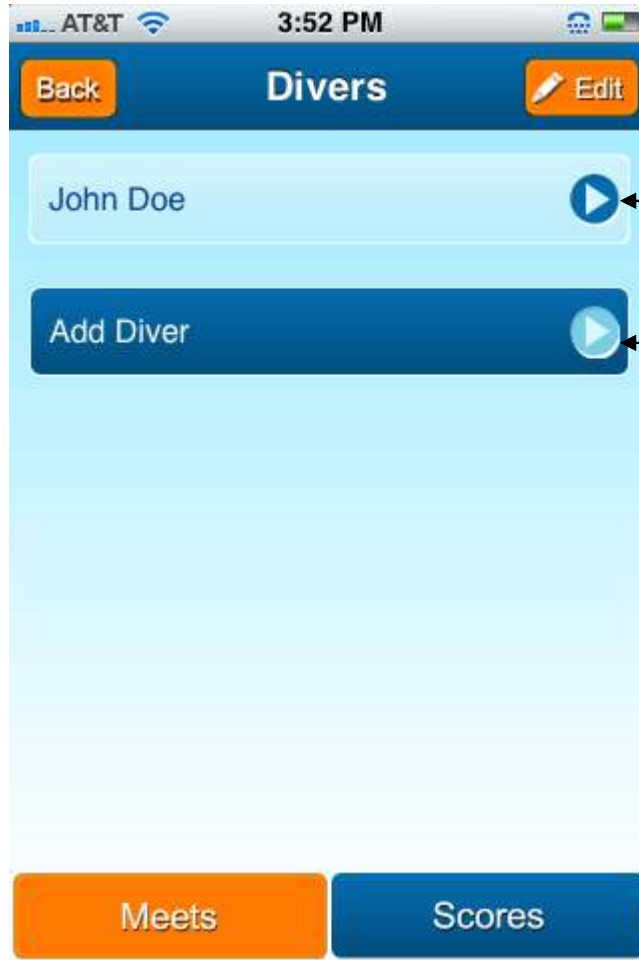 AT&T 3:52 PM
Back Divers Edit
John Doe
Add Diver
Meets Scores